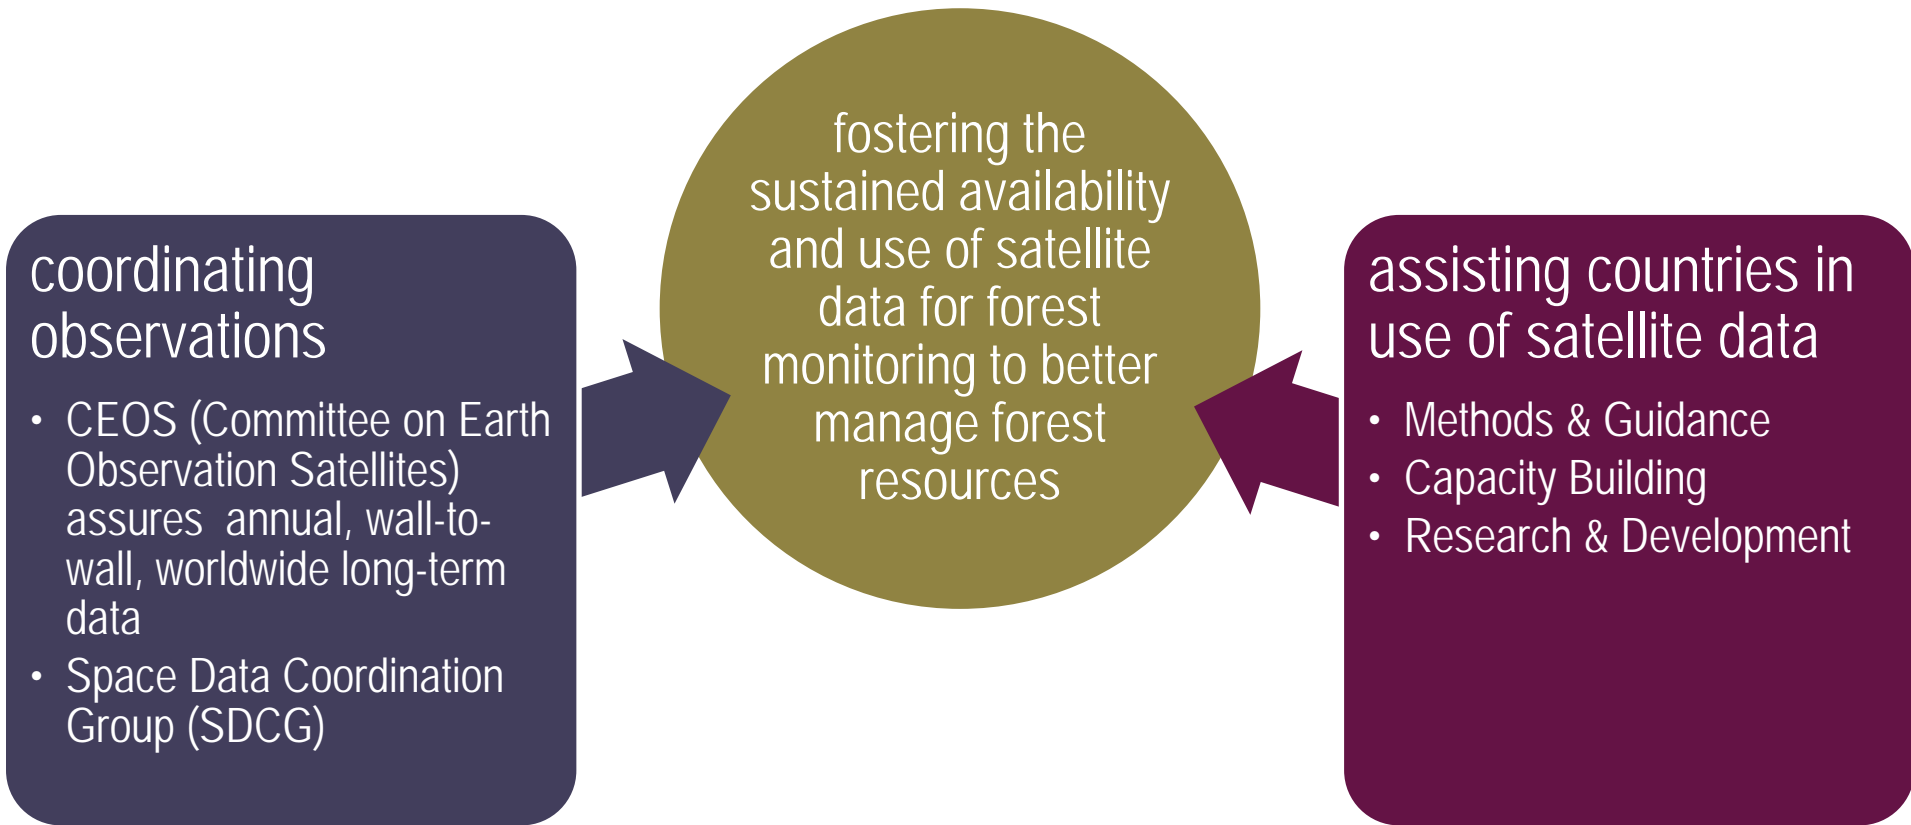 coordinating
observations
• CEOS (Committee on Earth
Observation Satellites)
assures  annual, wall-to-
wall, worldwide long-term
data
• Space Data Coordination
Group (SDCG)
fostering the
sustained availability
and use of satellite
data for forest
monitoring to better
manage forest
resources
assisting countries in
use of satellite data
• Methods & Guidance
• Capacity Building
• Research & Development